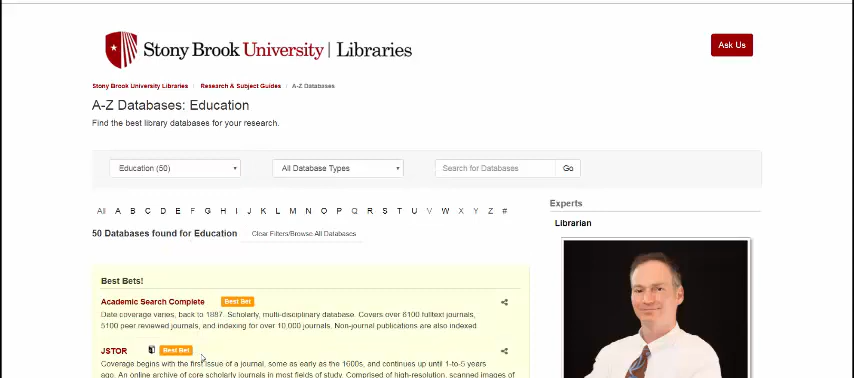 Stony Brook University | Libraries
Ask Us
Stony Brook University Libraries / Research & Subject Guides / A-Z Databases
A-Z Databases: Education
Find the best library databases for your research.
Education (50) All Database Types Search for Databases Go
All A B C D E F G H I J K L M N O P Q R S T U V W X Y Z #
50 Databases found for Education Clear Filters/Browse All Databases
Experts
Librarian
Best Bets!
Academic Search Complete Best Bet
Date coverage varies, back to 1887. Scholarly, multi-disciplinary database. Covers over 6100 fulltext journals,
5100 peer reviewed journals, and indexing for over 10,000 journals. Non-journal publications are also indexed.
JSTOR Best Bet
Coverage begins with the first issue of a journal, some as early as the 1600s, and continues up until 1-to-5 years
ago. An online archive of core scholarly journals in most fields of study. Comprised of high-resolution, scanned images of